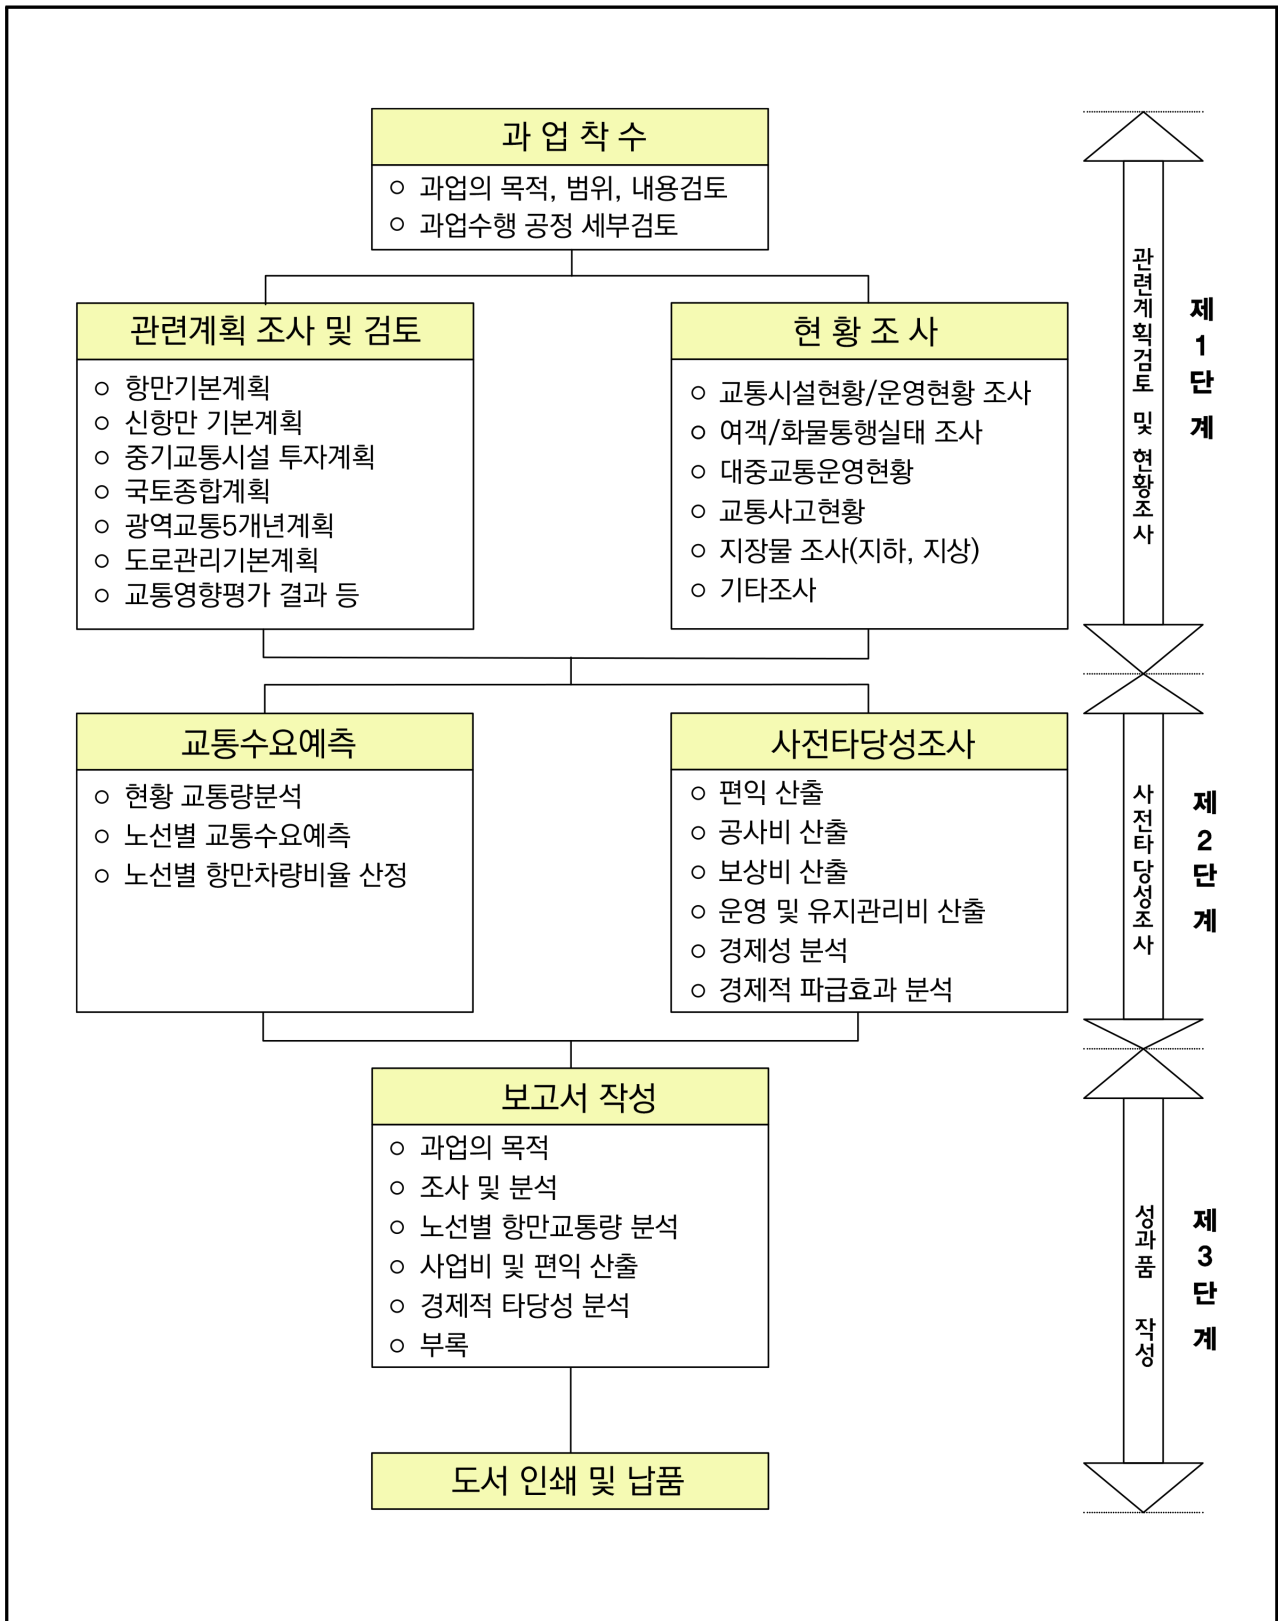 과 업 착 수
○ 과업의 목적, 범위, 내용검토
○ 과업수행 공정 세부검토
관련계획 조사 및 검토
○ 항만기본계획
○ 신항만 기본계획
○ 중기교통시설 투자계획
○ 국토종합계획
○ 광역교통5개년계획
○ 도로관리기본계획
○ 교통영향평가 결과 등
현 황 조 사
○ 교통시설현황/운영현황 조사
○ 여객/화물통행실태 조사
○ 대중교통운영현황
○ 교통사고현황
○ 지장물 조사(지하, 지상)
○ 기타조사
관련계획검토 및 현황조사
제1단계
교통수요예측
○ 현황 교통량분석
○ 노선별 교통수요예측
○ 노선별 항만차량비율 산정
사전타당성조사
○ 편익 산출
○ 공사비 산출
○ 보상비 산출
○ 운영 및 유지관리비 산출
○ 경제성 분석
○ 경제적 파급효과 분석
사전타당성조사
제2단계
보고서 작성
○ 과업의 목적
○ 조사 및 분석
○ 노선별 항만교통량 분석
○ 사업비 및 편익 산출
○ 경제적 타당성 분석
○ 부록
도서 인쇄 및 납품
성과품 작성
제3단계